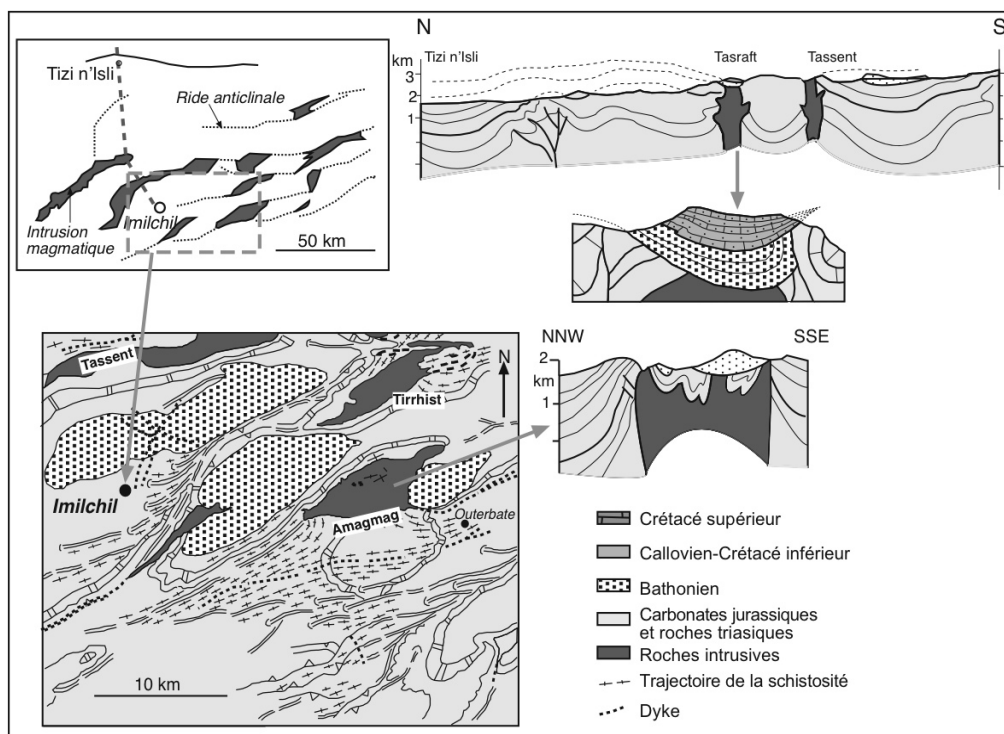 Tizi n'Isli
Ride anticlinale
Imilchil
Intrusion
magmatique
50 km
N
S
km
3
2
1
Tizi n'Isli
Tasraft
Tassent
NNW
SSE
2
km
1
Tassent
Tirrhist
N
Imilchil
Amagmag
Outerbate
10 km
Crétacé supérieur
Callovien-Crétacé inférieur
Bathonien
Carbonates jurassiques
et roches triasiques
Roches intrusives
Trajectoire de la schistosité
Dyke